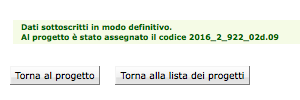 Dati sottoscritti in modo definitivo.
Al progetto è stato assegnato il codice 2016_2_922_02d.09
Torna al progetto
Torna alla lista dei progetti